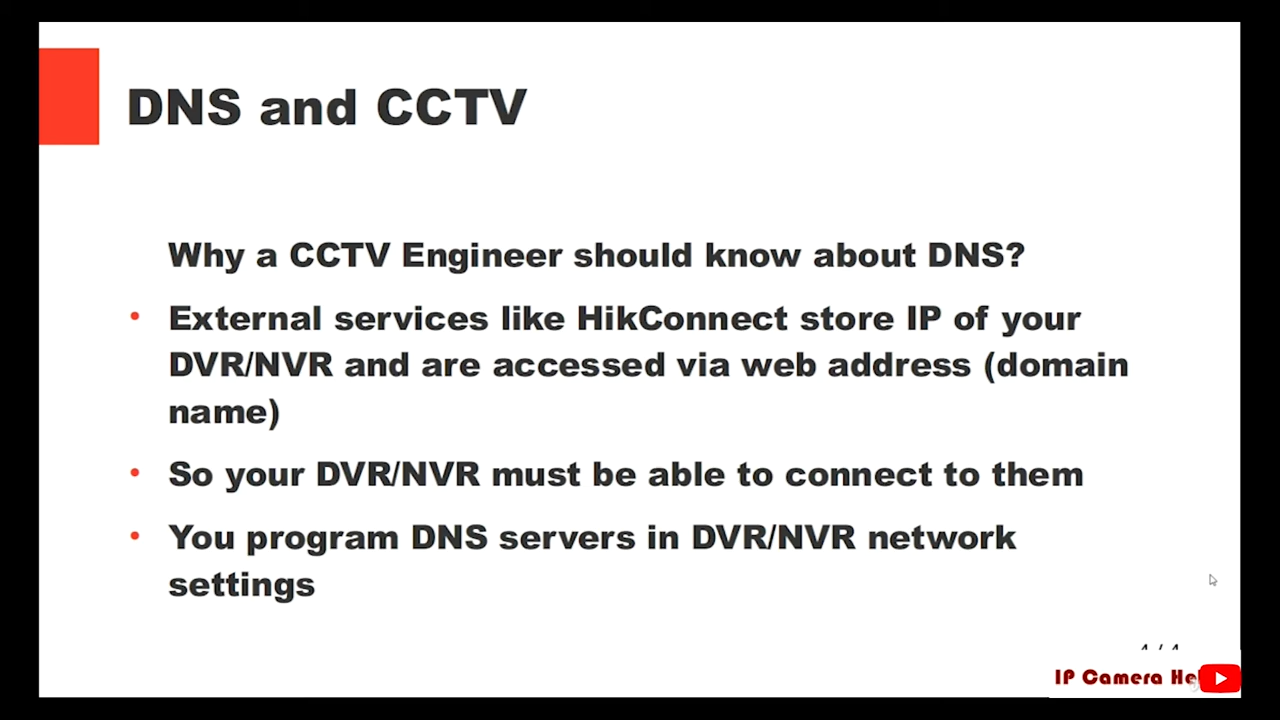 DNS and CCTV
Why a CCTV Engineer should know about DNS?
• External services like HikConnect store IP of your
DVR/NVR and are accessed via web address (domain
name)
• So your DVR/NVR must be able to connect to them
• You program DNS servers in DVR/NVR network
settings
IP Camera